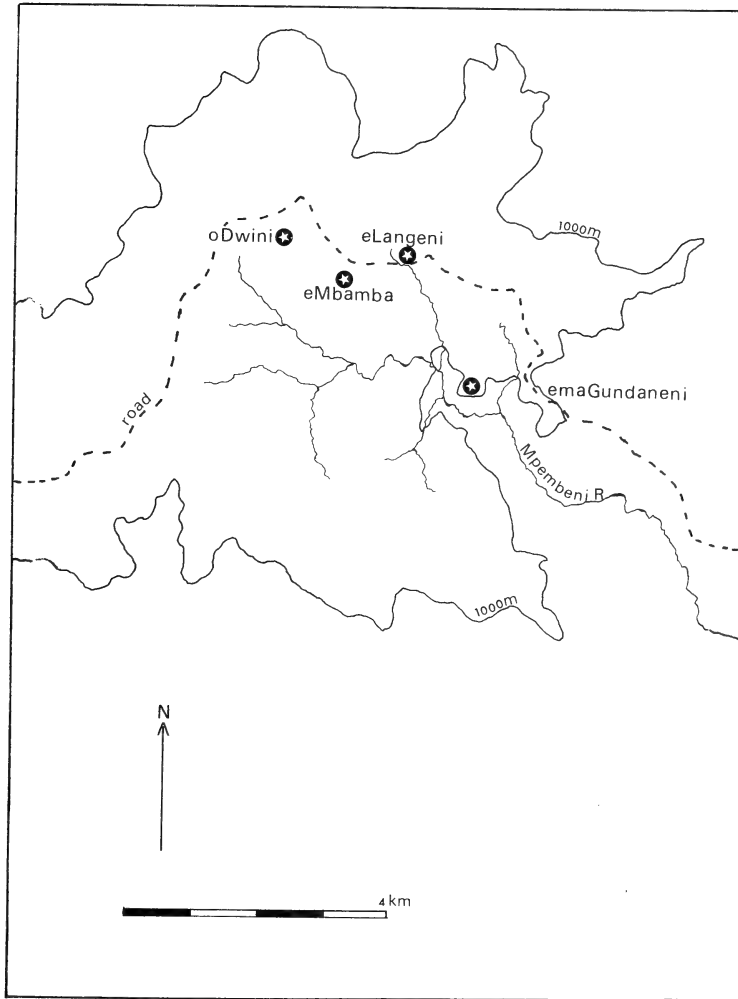 1000m
oDwini
eLangeni
eMbamba
emaGundaneni
road
Mpembeni R
1000m
N
4 km